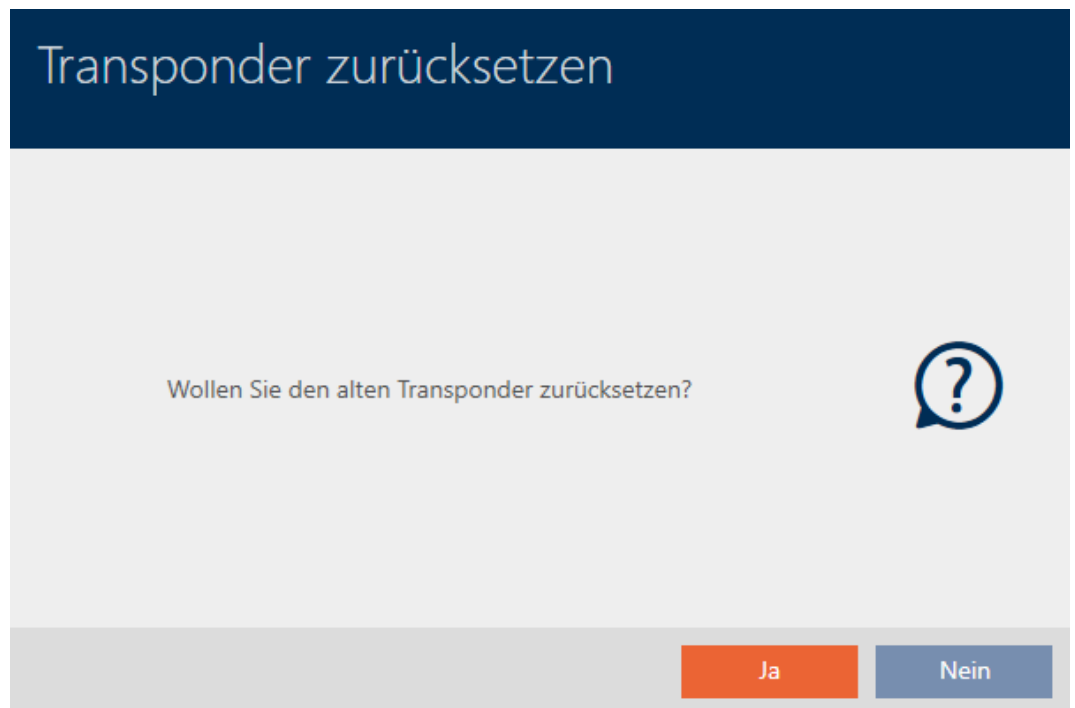 Transponder zurücksetzen
Wollen Sie den alten Transponder zurücksetzen?
?
Ja
Nein